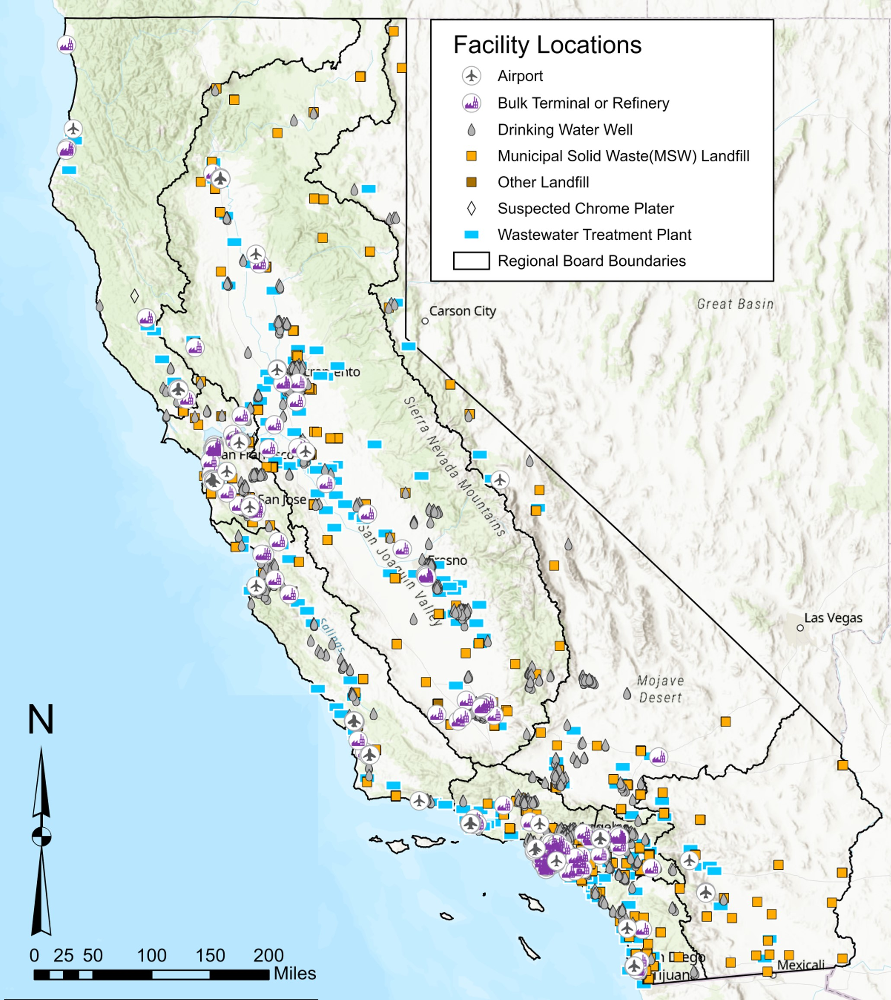 Facility Locations
Airport
Bulk Terminal or Refinery
Drinking Water Well
Municipal Solid Waste(MSW) Landfill
Other Landfill
Suspected Chrome Plater
Wastewater Treatment Plant
Regional Board Boundaries
Great Basin
Carson City
Sierra Nevada Mountains
San Jose
San Joaquin Valley
Las Vegas
Salinas
Mojave
Desert
N
0 25 50 100 150 200
Miles
Mexicali